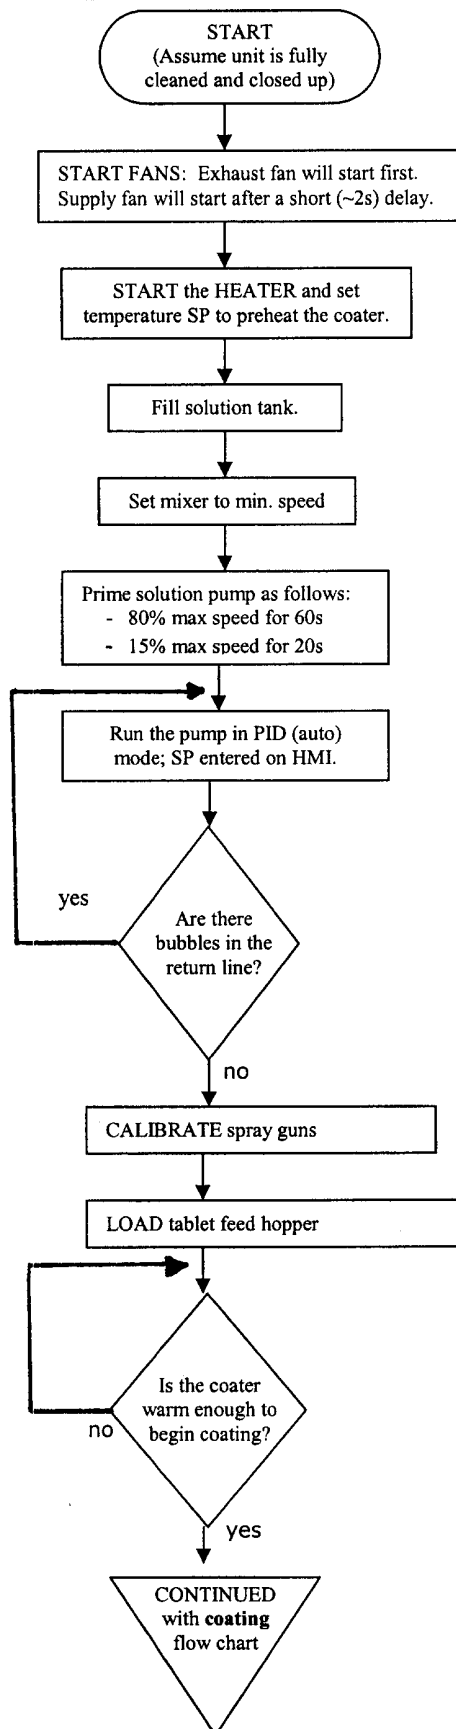 START
(Assume unit is fully
cleaned and closed up)
START FANS: Exhaust fan will start first.
Supply fan will start after a short (~2s) delay.
START the HEATER and set
temperature SP to preheat the coater.
Fill solution tank.
Set mixer to min. speed
Prime solution pump as follows:
- 80% max speed for 60s
- 15% max speed for 20s
Run the pump in PID (auto)
mode; SP entered on HMI.
yes
Are there
bubbles in the
return line?
no
CALIBRATE spray guns
LOAD tablet feed hopper
Is the coater
warm enough to
begin coating?
no
yes
CONTINUED
with coating
flow chart